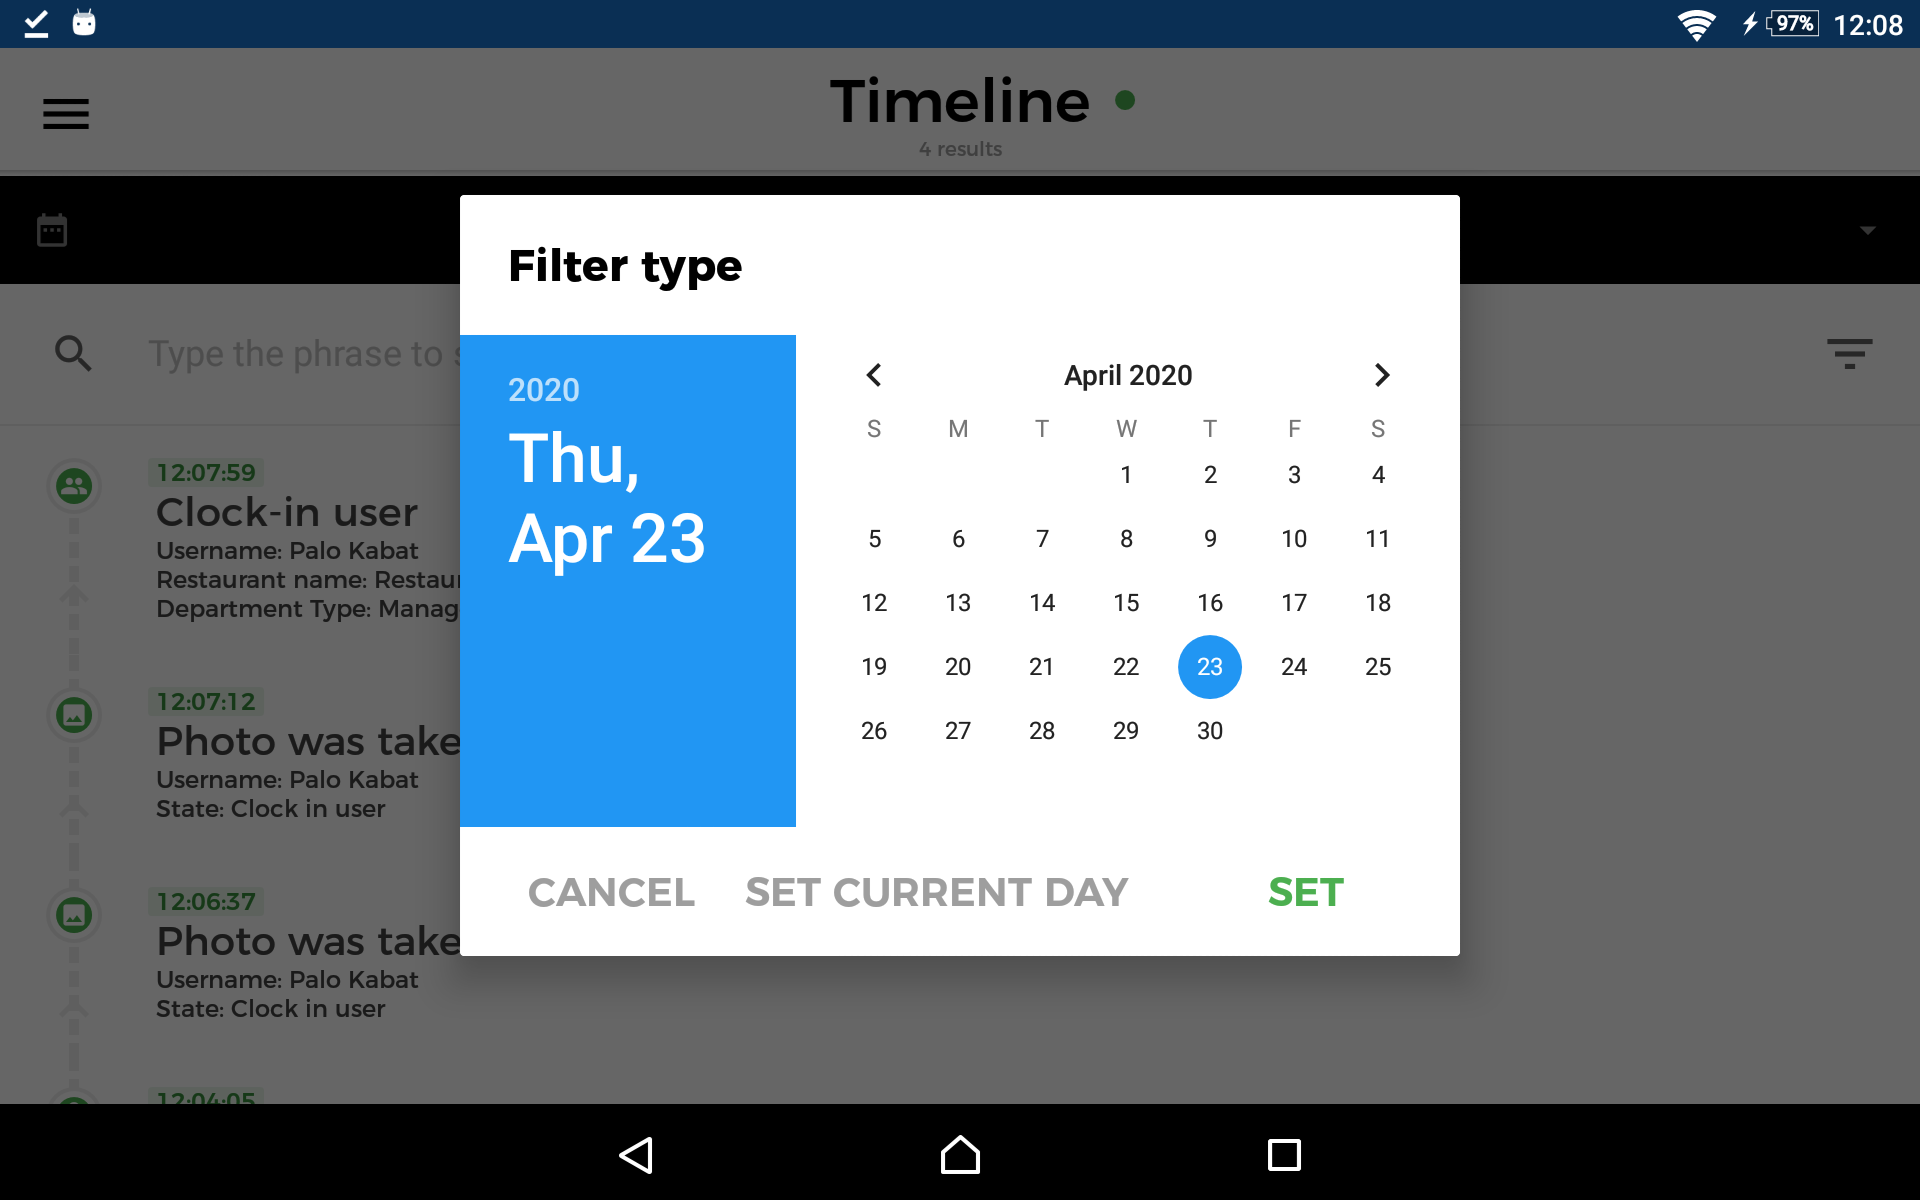 97% 12:08
Timeline
4 results
Filter type
Type the phrase to
2020
Thu,
Apr 23
April 2020
S M T W T F S
1 2 3 4
5 6 7 8 9 10 11
12 13 14 15 16 17 18
19 20 21 22 23 24 25
26 27 28 29 30
CANCEL SET CURRENT DAY SET
12:07:59
Clock-in user
Username: Palo Kabat
Restaurant name: Restau
Department Type: Manag
12:07:12
Photo was take
Username: Palo Kabat
State: Clock in user
12:06:37
Photo was take
Username: Palo Kabat
State: Clock in user
12:04:05